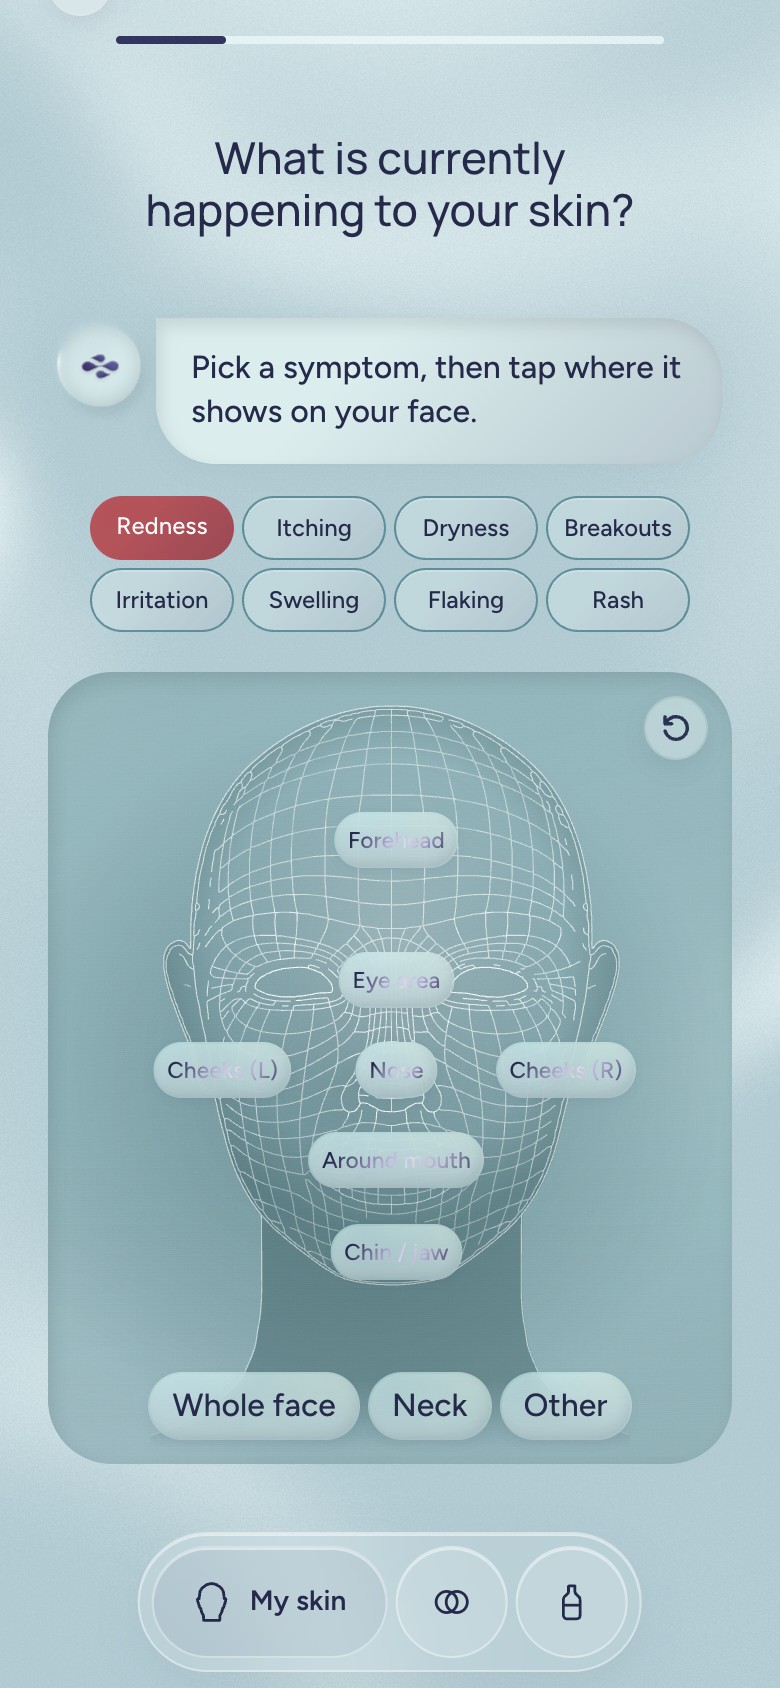 What is currently
happening to your skin?
Pick a symptom, then tap where it
shows on your face.
Redness
Itching
Dryness
Breakouts
Irritation
Swelling
Flaking
Rash
Forehead
Eye area
Cheeks (L)
Nose
Cheeks (R)
Around mouth
Chin / jaw
Whole face
Neck
Other
My skin